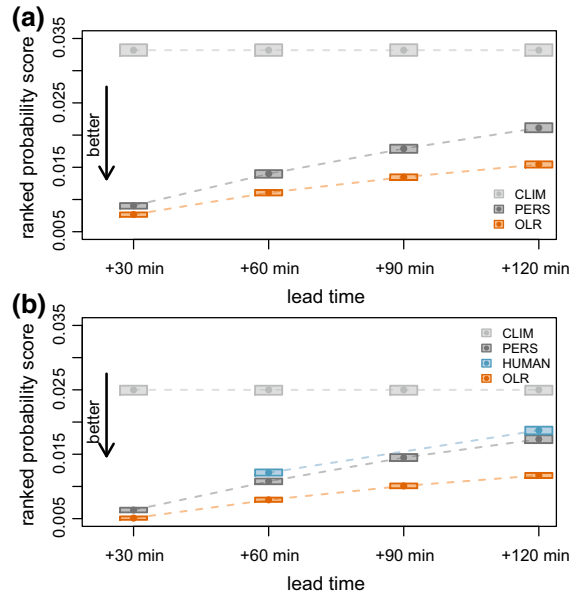 (a)
ranked probability score
0.035
0.025
0.015
0.005
better
CLIM
PERS
OLR
+30 min +60 min +90 min +120 min
lead time
(b)
ranked probability score
0.035
0.025
0.015
0.005
better
CLIM
PERS
HUMAN
OLR
+30 min +60 min +90 min +120 min
lead time